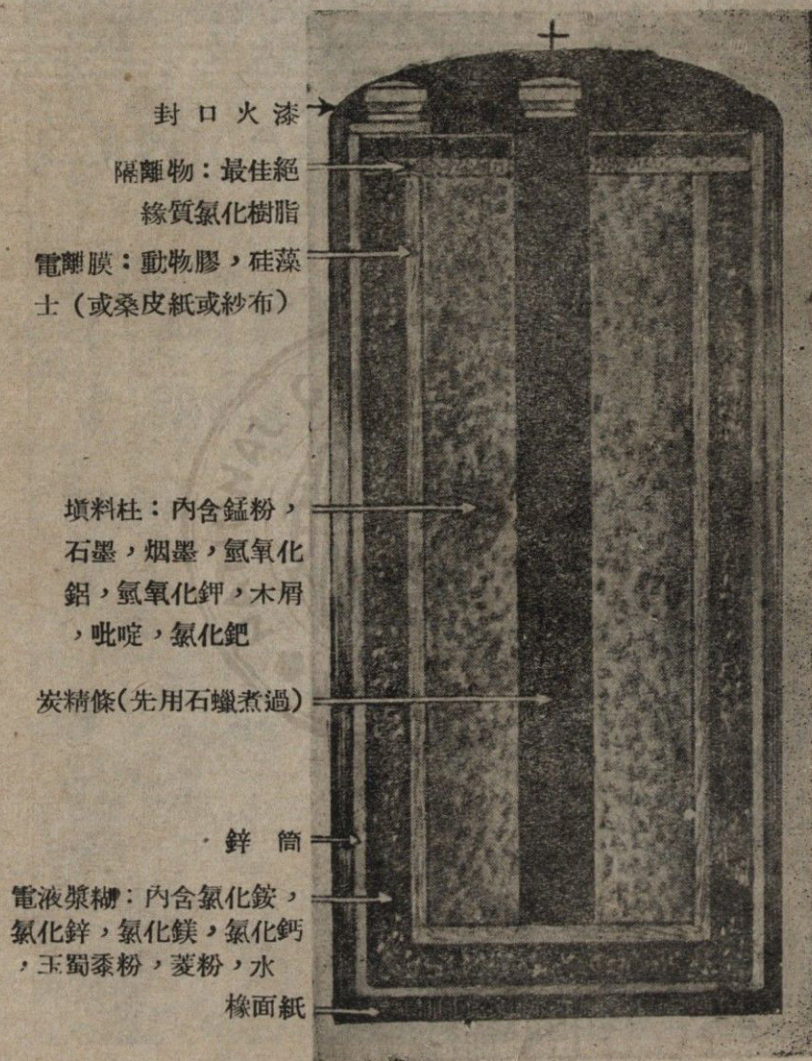 +
封口火漆
隔離物：最佳絕
緣質氯化樹脂
電離膜：動物膠，硅藻
士（或桑皮紙或紗布）
塡料柱：內含錳粉，
石墨，烟墨，氫氧化
鋁，氫氧化鉀，木屑
，吡啶，氯化鈀
炭精條(先用石蠟煮過)
鋅筒
電液漿糊：內含氯化銨，
氯化鋅，氯化鎂，氯化鈣
，玉蜀黍粉，菱粉，水
橡面紙